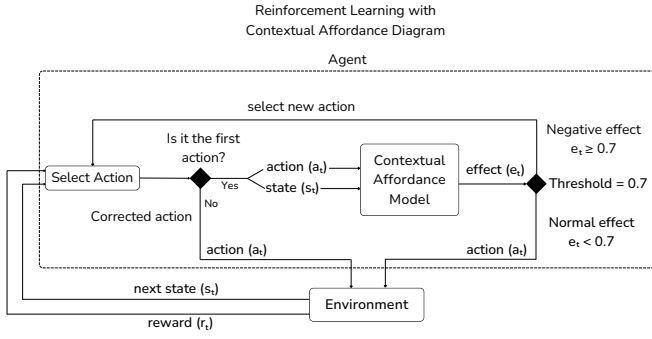 Reinforcement Learning with
Contextual Affordance Diagram
Agent
select new action
Is it the first
action?
Negative effect
eₜ ≥ 0.7
Select Action
Yes
action (aₜ)
state (sₜ)
Contextual
Affordance
Model
effect (eₜ)
Threshold = 0.7
No
Corrected action
Normal effect
eₜ < 0.7
action (aₜ)
action (aₜ)
next state (sₜ)
Environment
reward (rₜ)